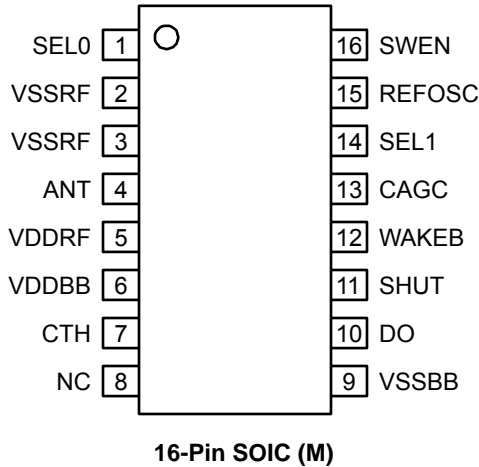 SEL0 1 16 SWEN
VSSRF 2 15 REFOSC
VSSRF 3 14 SEL1
ANT 4 13 CAGC
VDDRF 5 12 WAKEB
VDDBB 6 11 SHUT
CTH 7 10 DO
NC 8 9 VSSBB
16-Pin SOIC (M)